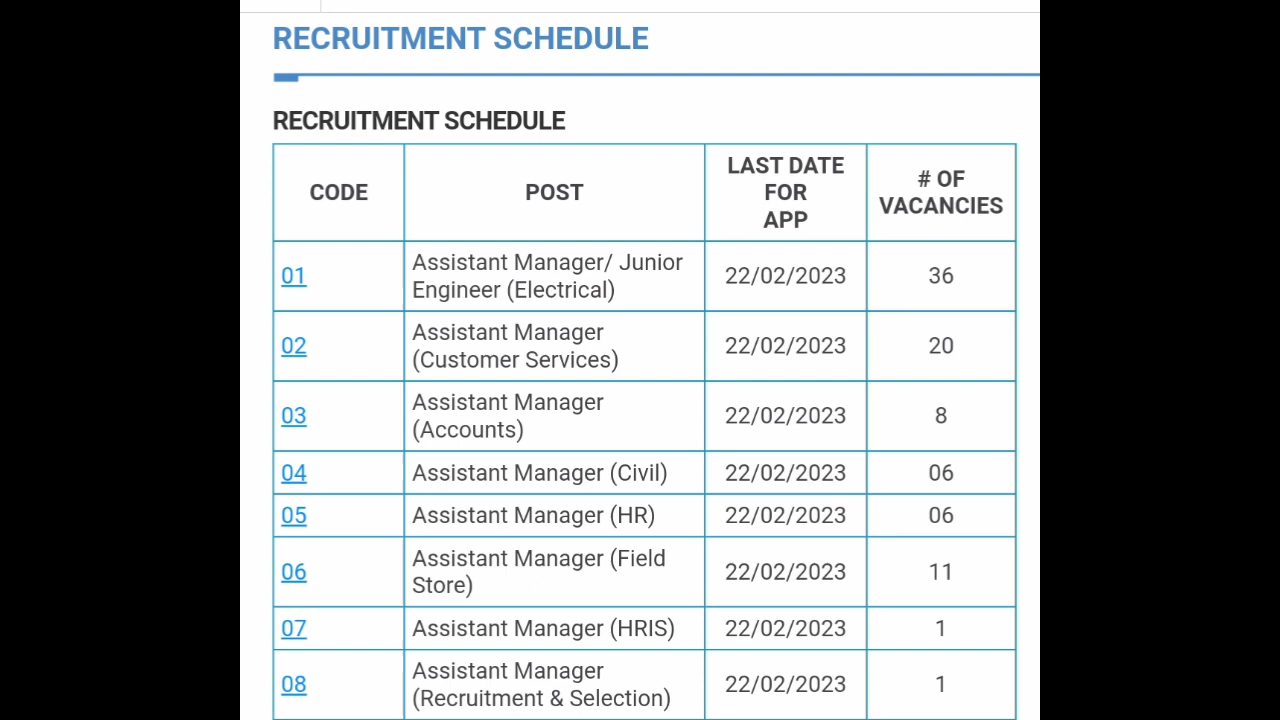 RECRUITMENT SCHEDULE
RECRUITMENT SCHEDULE
CODE
POST
LAST DATE
FOR
APP
# OF
VACANCIES
01
Assistant Manager/ Junior
Engineer (Electrical)
22/02/2023
36
02
Assistant Manager
(Customer Services)
22/02/2023
20
03
Assistant Manager
(Accounts)
22/02/2023
8
04
Assistant Manager (Civil)
22/02/2023
06
05
Assistant Manager (HR)
22/02/2023
06
06
Assistant Manager (Field
Store)
22/02/2023
11
07
Assistant Manager (HRIS)
22/02/2023
1
08
Assistant Manager
(Recruitment & Selection)
22/02/2023
1